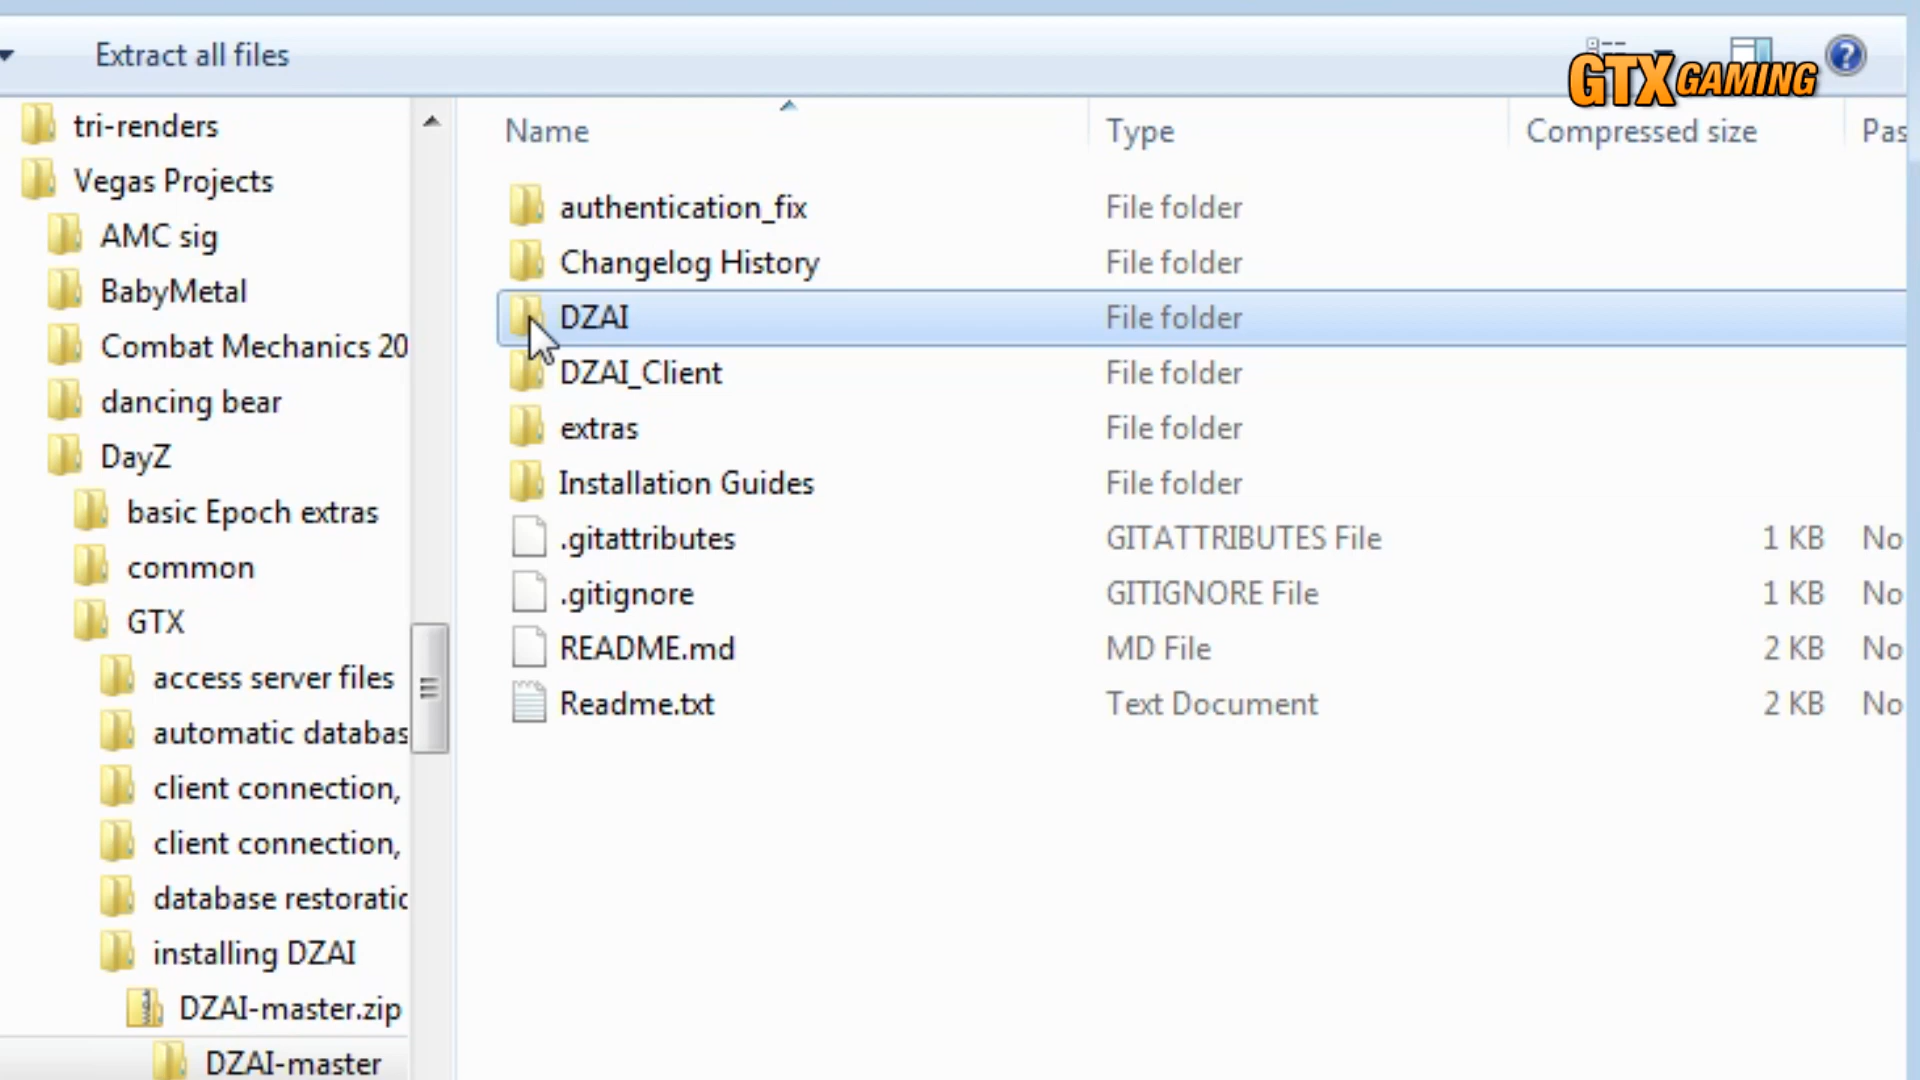 Extract all files
GTX GAMING
tri-renders
Vegas Projects
AMC sig
BabyMetal
Combat Mechanics 20
dancing bear
DayZ
basic Epoch extras
common
GTX
access server files
automatic databas
client connection,
client connection,
database restoratic
installing DZAI
DZAI-master.zip
DZAI-master
Name Type Compressed size Pas
authentication_fix File folder
Changelog History File folder
DZAI File folder
DZAI_Client File folder
extras File folder
Installation Guides File folder
.gitattributes GITATTRIBUTES File 1 KB No
.gitignore GITIGNORE File 1 KB No
README.md MD File 2 KB No
Readme.txt Text Document 2 KB No